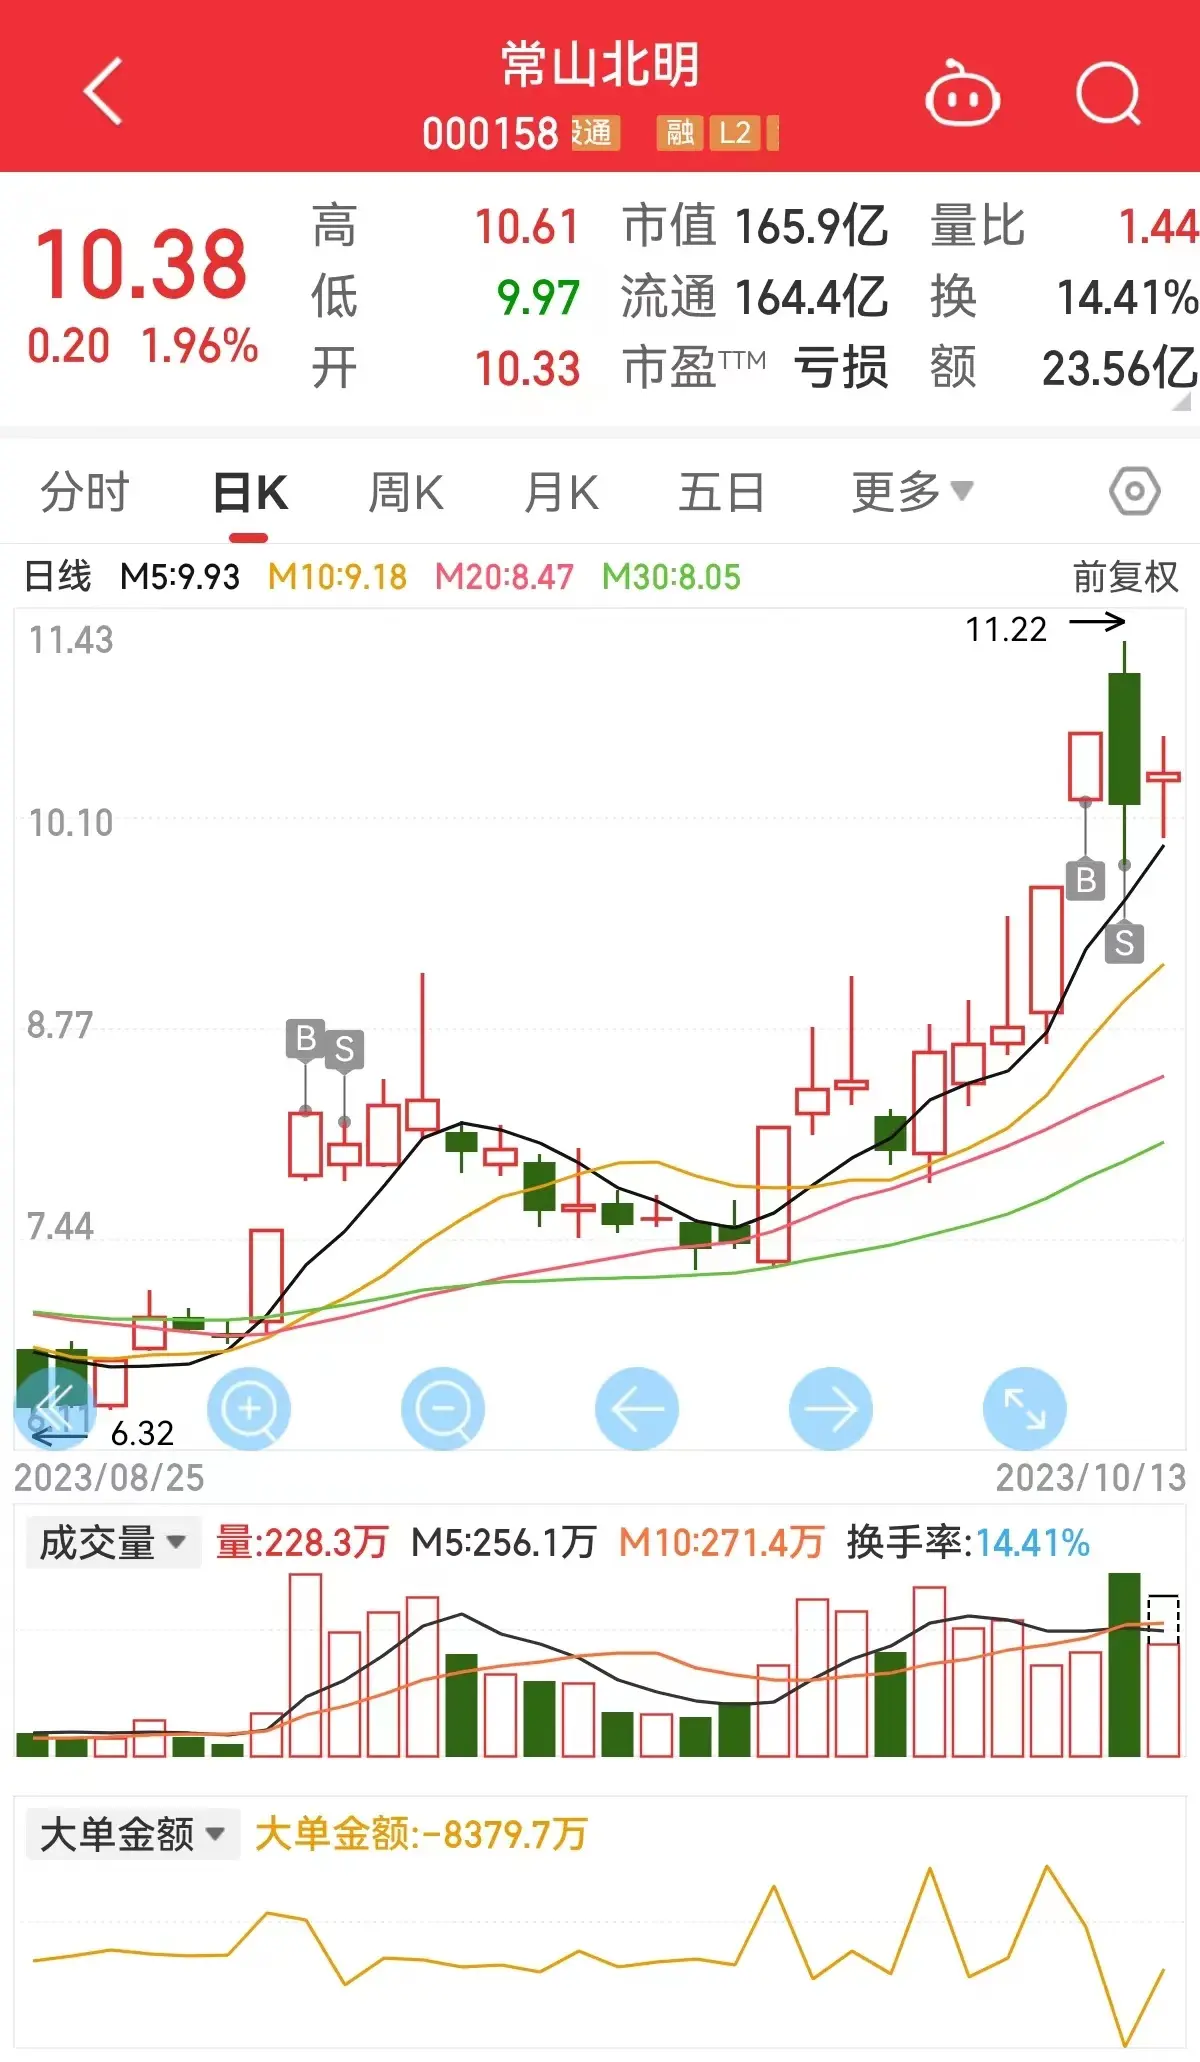 常山北明
000158 股通 融 L2
10.38
0.20 1.96%
高 10.61 市值 165.9亿 量比 1.44
低 9.97 流通 164.4亿 换 14.41%
开 10.33 市盈TTM 亏损 额 23.56亿
分时 日K 周K 月K 五日 更多
日线 M5:9.93 M10:9.18 M20:8.47 M30:8.05 前复权
11.43
11.22
10.10
B
S
8.77
B
S
7.44
6.11
6.32
2023/08/25 2023/10/13
成交量 量:228.3万 M5:256.1万 M10:271.4万 换手率:14.41%
大单金额 大单金额:-8379.7万